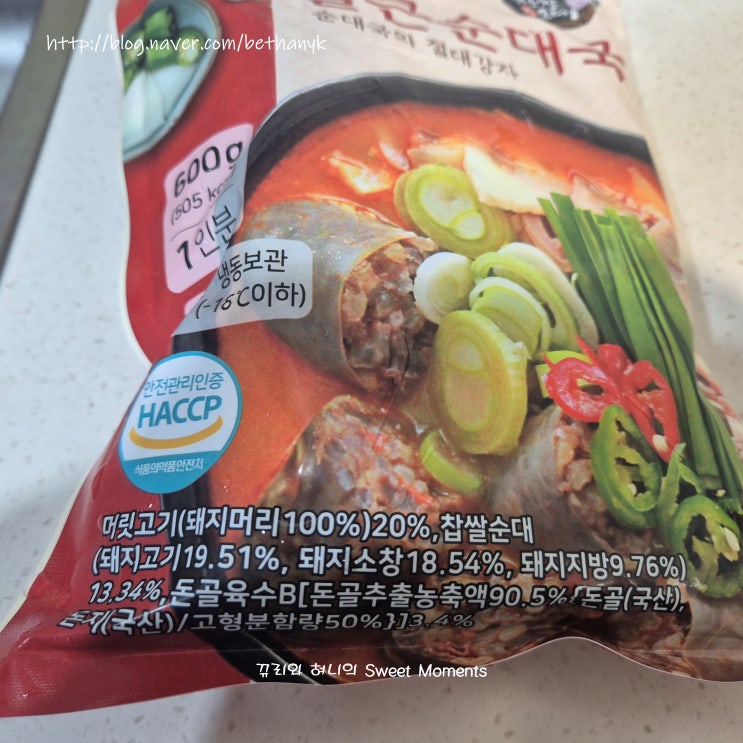 http://blog.naver.com/bethanyk
순대국
순대국의 절대강자
600g
1인분
냉동보관
(-18℃이하)
안전관리인증
HACCP
식품의약품안전처
머릿고기(돼지머리100%)20%,찹쌀순대
(돼지고기19.51%, 돼지소창18.54%, 돼지지방9.76%)
13.34%,돈골육수B[돈골추출농축액90.5%{돈골(국산),
(국산)/고형분함량50%}]3.4%
뀨리와 허니의 Sweet Moments